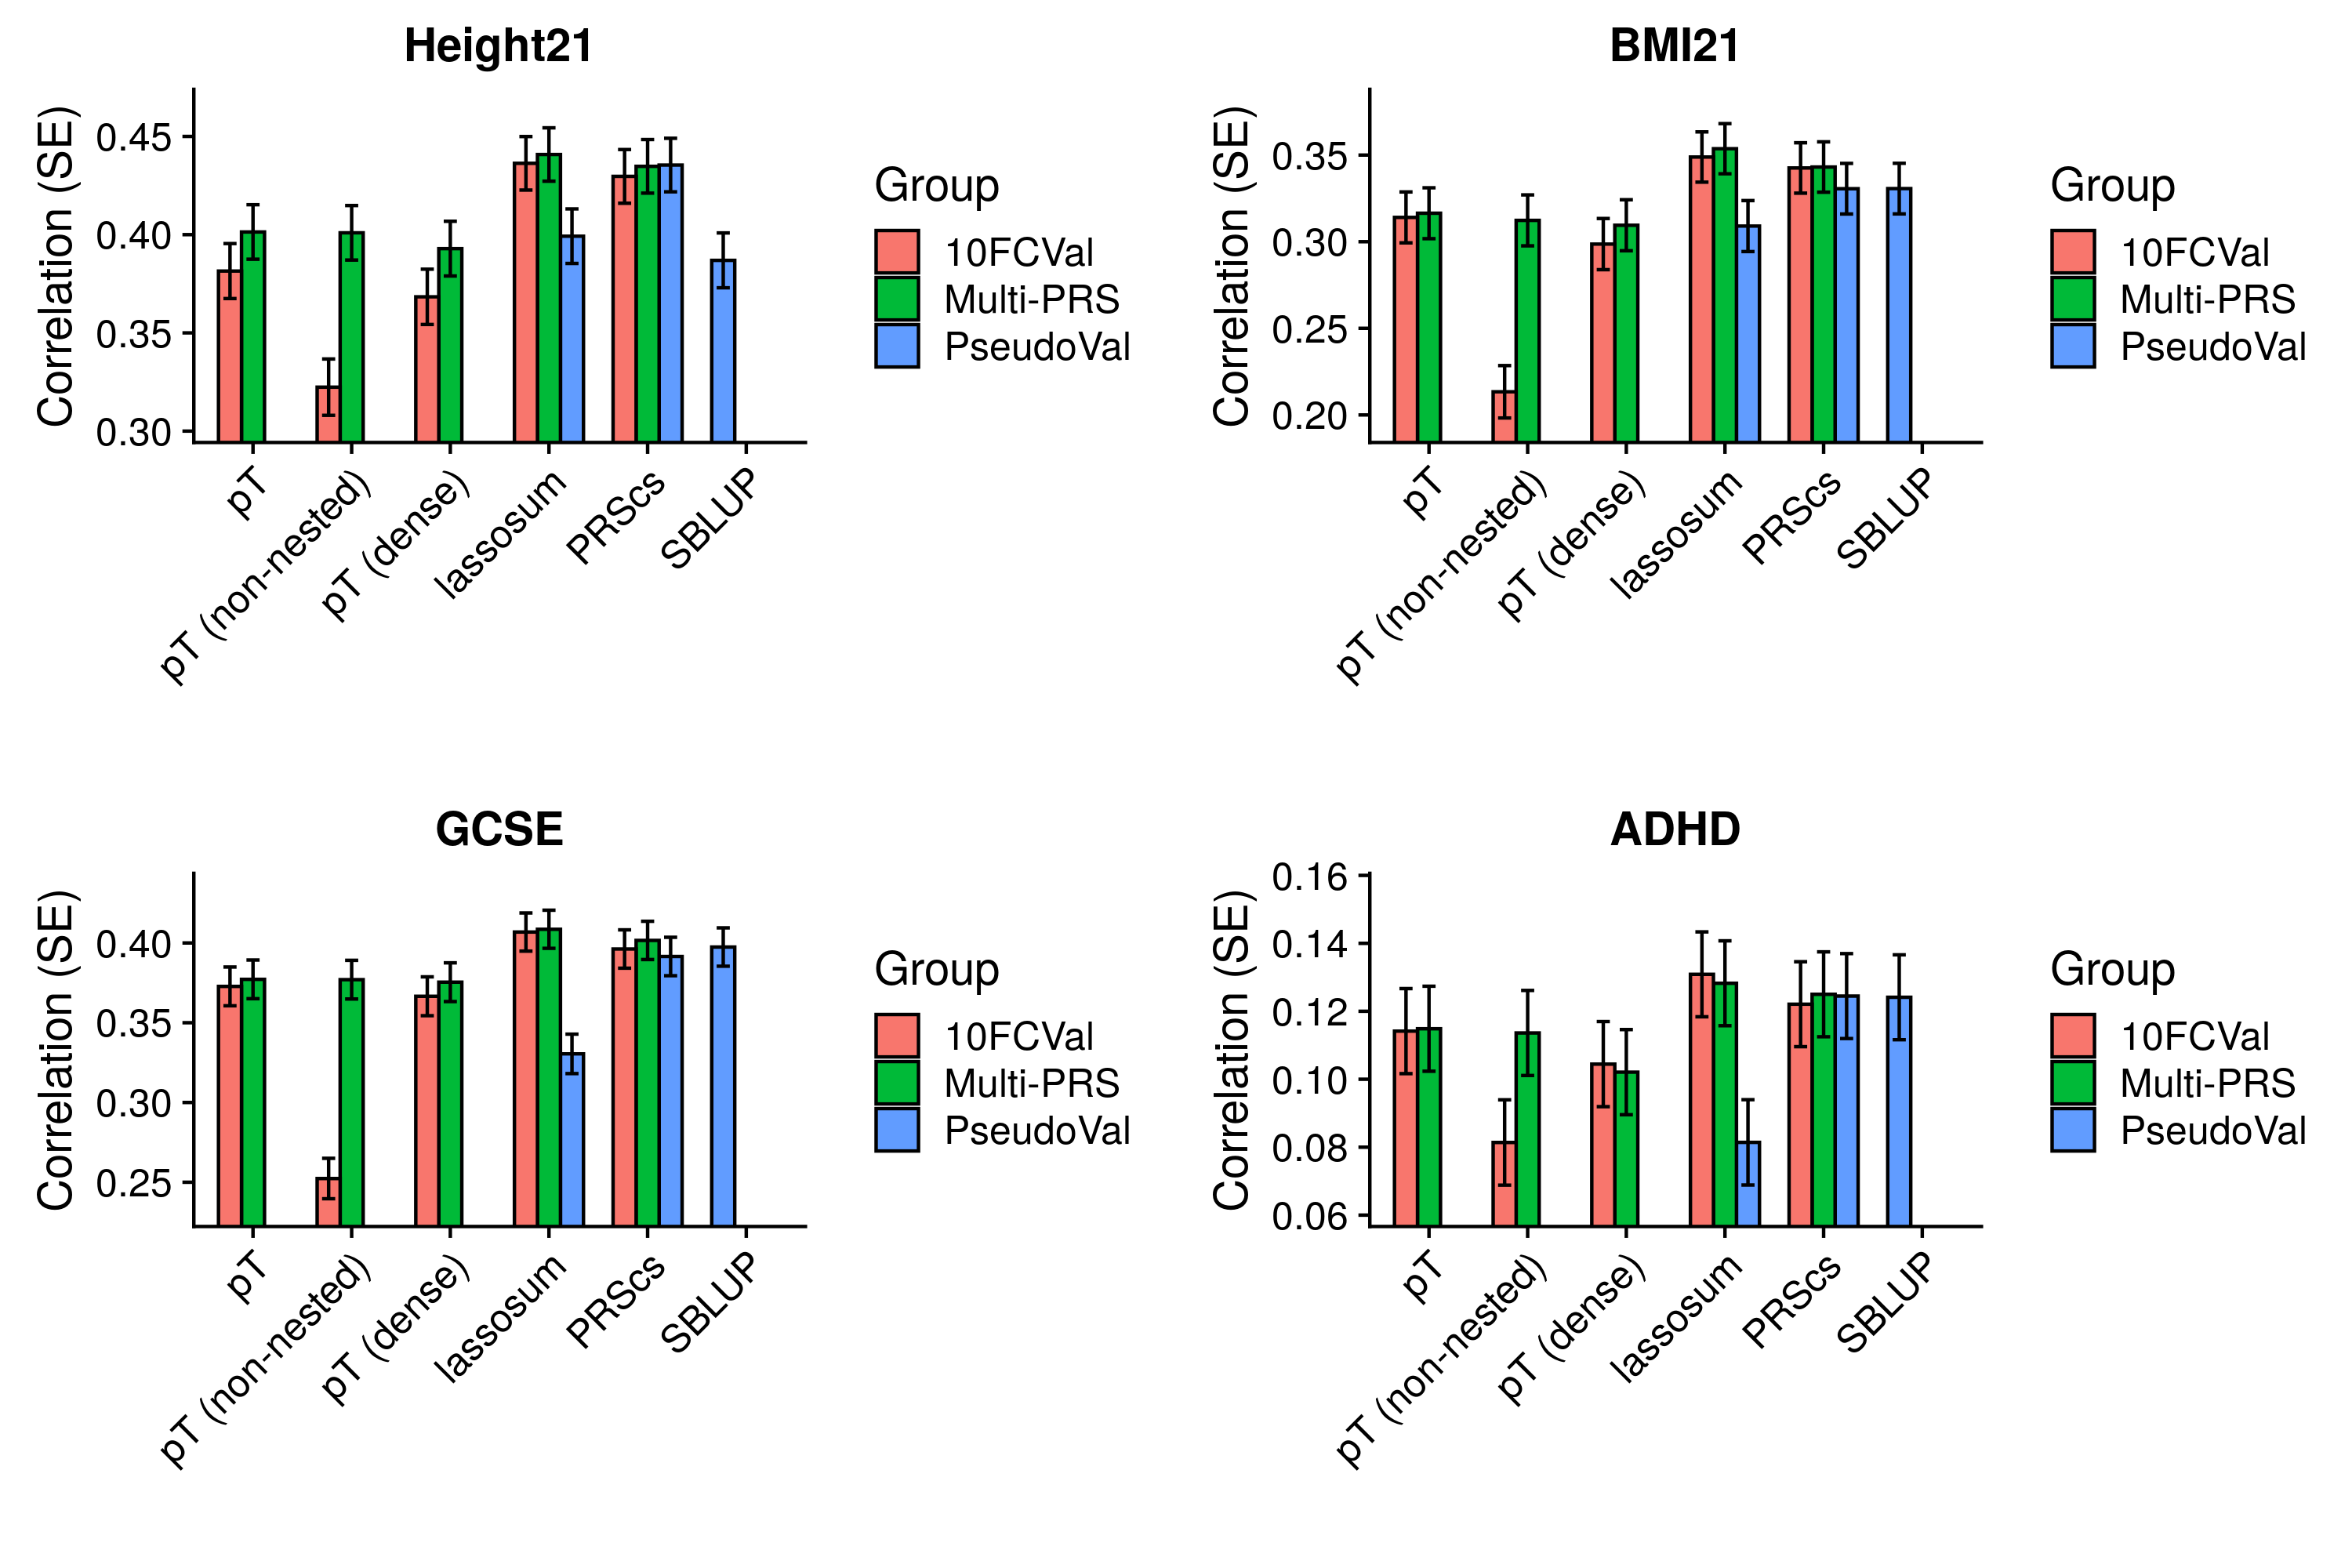 Height21
Correlation (SE)
0.45
0.40
0.35
0.30
pT
pT (non-nested)
pT (dense)
lassosum
PRScs
SBLUP
Group
10FCVal
Multi-PRS
PseudoVal
BMI21
Correlation (SE)
0.35
0.30
0.25
0.20
pT
pT (non-nested)
pT (dense)
lassosum
PRScs
SBLUP
Group
10FCVal
Multi-PRS
PseudoVal
GCSE
Correlation (SE)
0.40
0.35
0.30
0.25
pT
pT (non-nested)
pT (dense)
lassosum
PRScs
SBLUP
Group
10FCVal
Multi-PRS
PseudoVal
ADHD
Correlation (SE)
0.16
0.14
0.12
0.10
0.08
0.06
pT
pT (non-nested)
pT (dense)
lassosum
PRScs
SBLUP
Group
10FCVal
Multi-PRS
PseudoVal